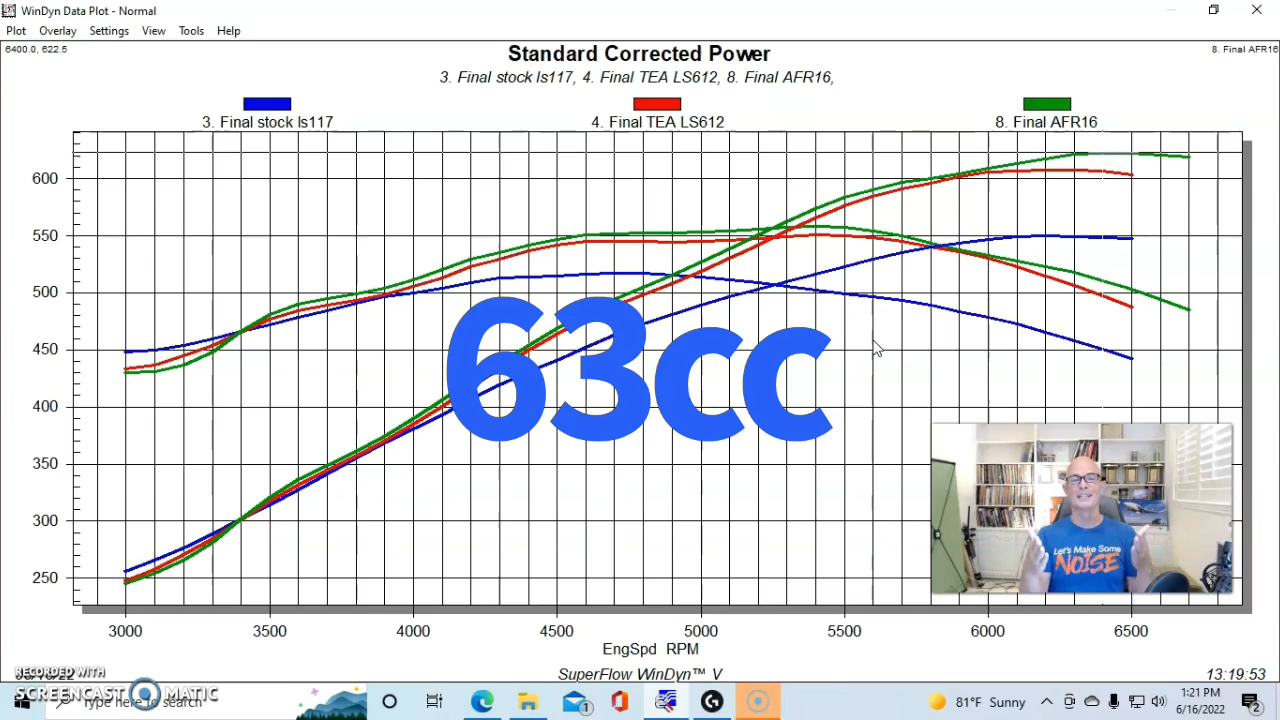 WinDyn Data Plot - Normal
Plot Overlay Settings View Tools Help
6400.0, 622.5
8. Final AFR16
Standard Corrected Power
3. Final stock ls117, 4. Final TEA LS612, 8. Final AFR16,
3. Final stock ls117
4. Final TEA LS612
8. Final AFR16
600
550
500
450
400
350
300
250
63cc
Let's Make Some
NOISE
3000 3500 4000 4500 5000 5500 6000 6500
EngSpd RPM
RECORDED WITH
SuperFlow WinDyn™ V
13:19:53
SCREENCAST MATIC
here to search
1
81°F Sunny
1:21 PM
6/16/2022
2